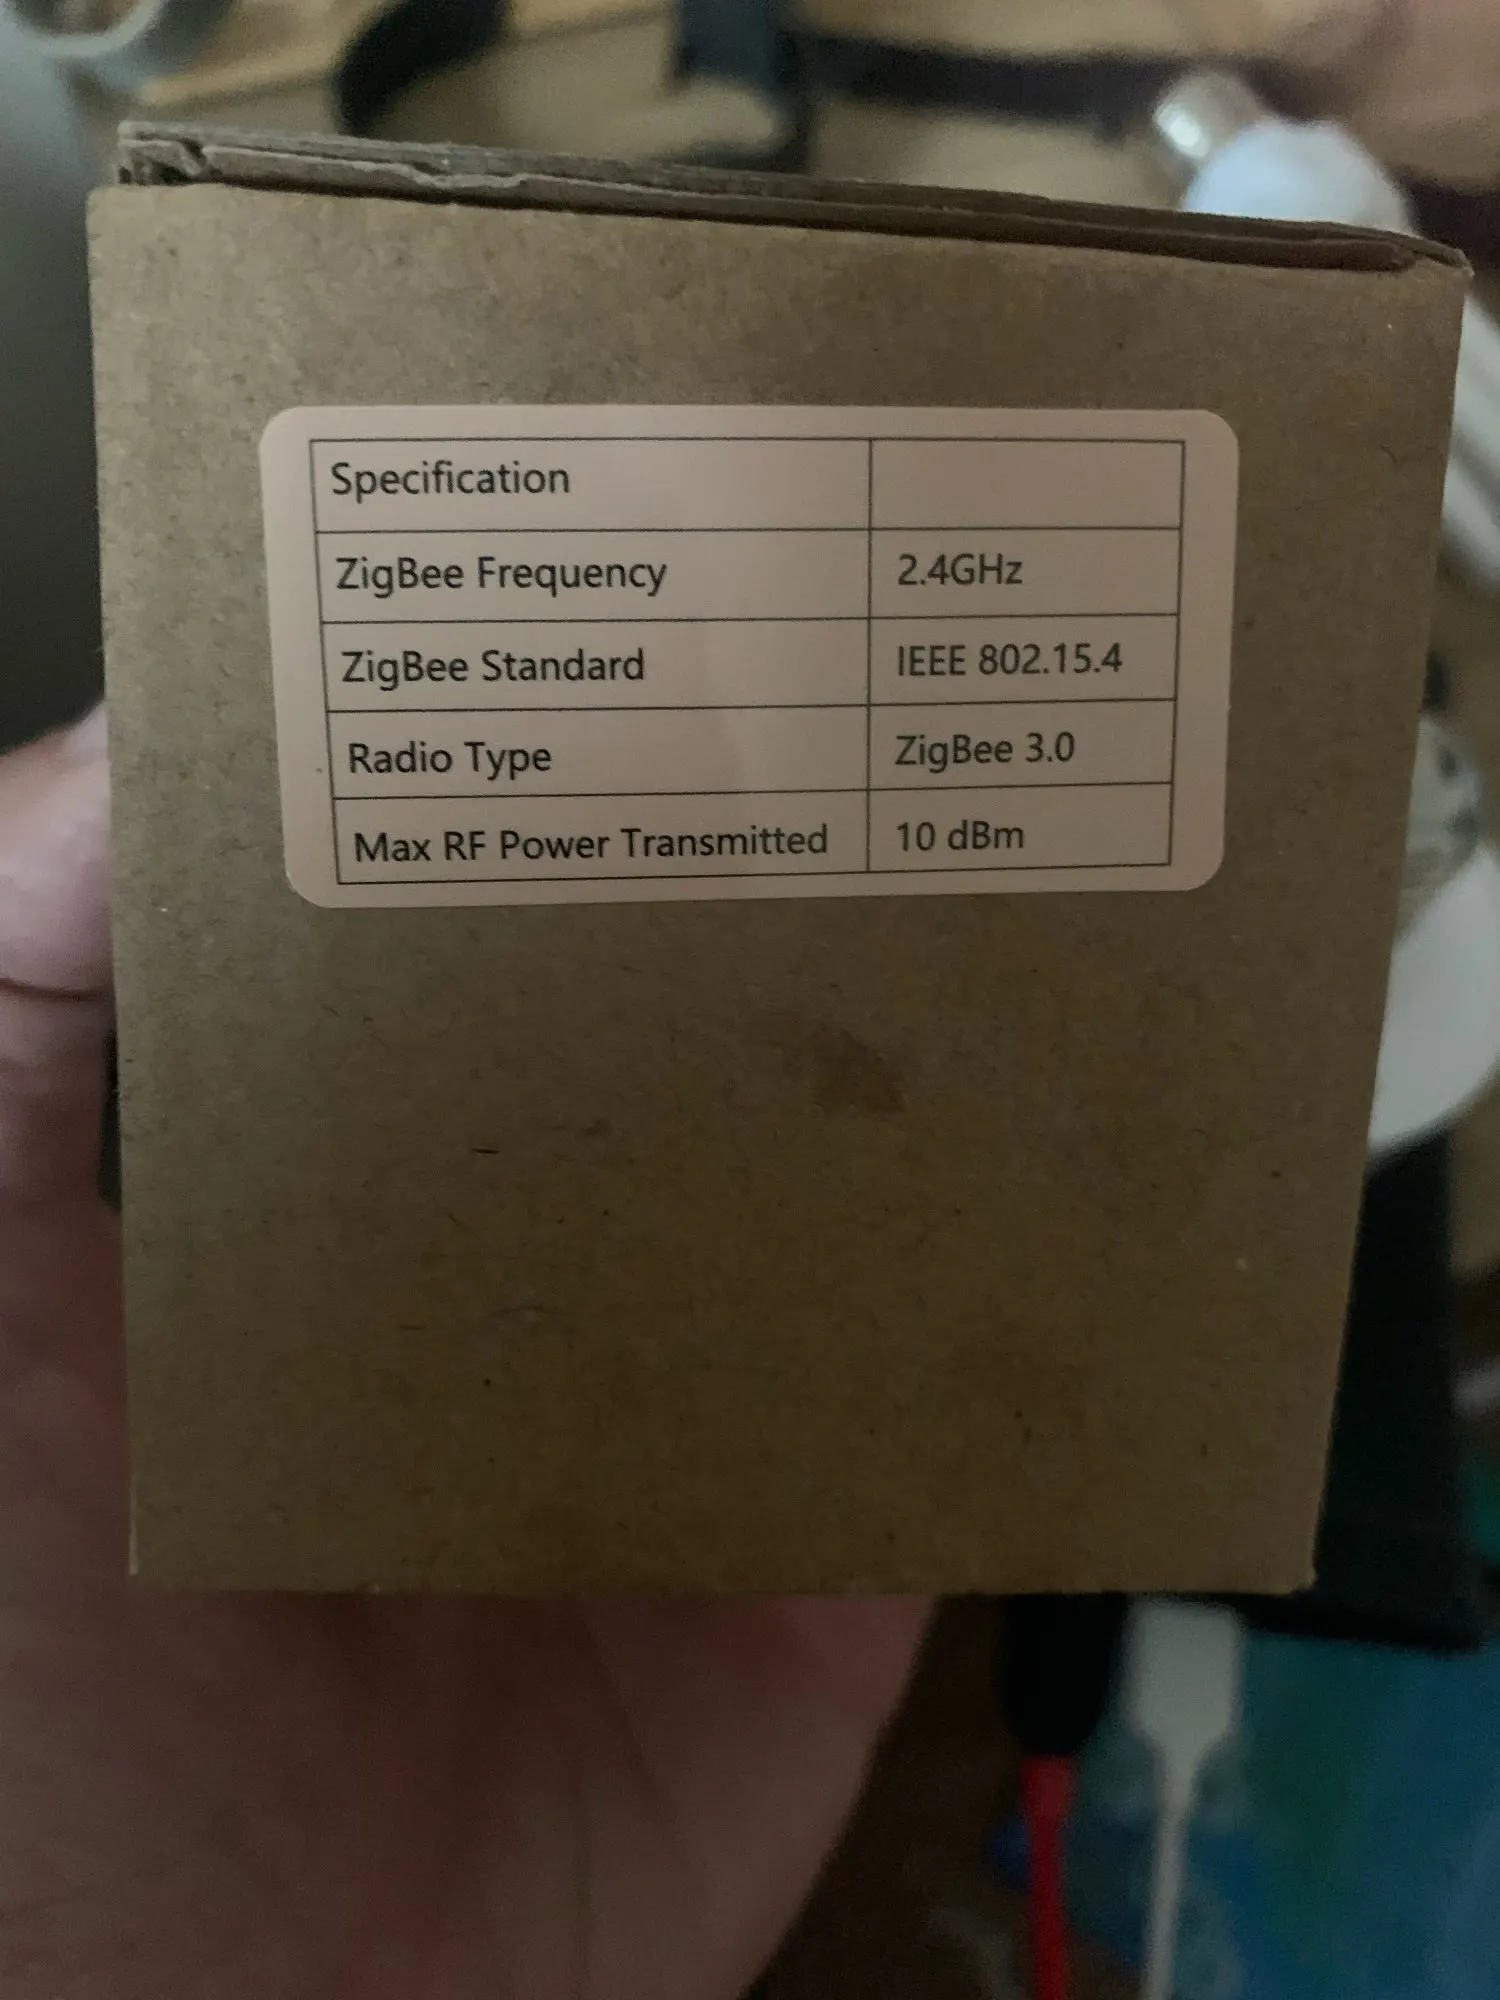 Specification
ZigBee Frequency 2.4GHz
ZigBee Standard IEEE 802.15.4
Radio Type ZigBee 3.0
Max RF Power Transmitted 10 dBm